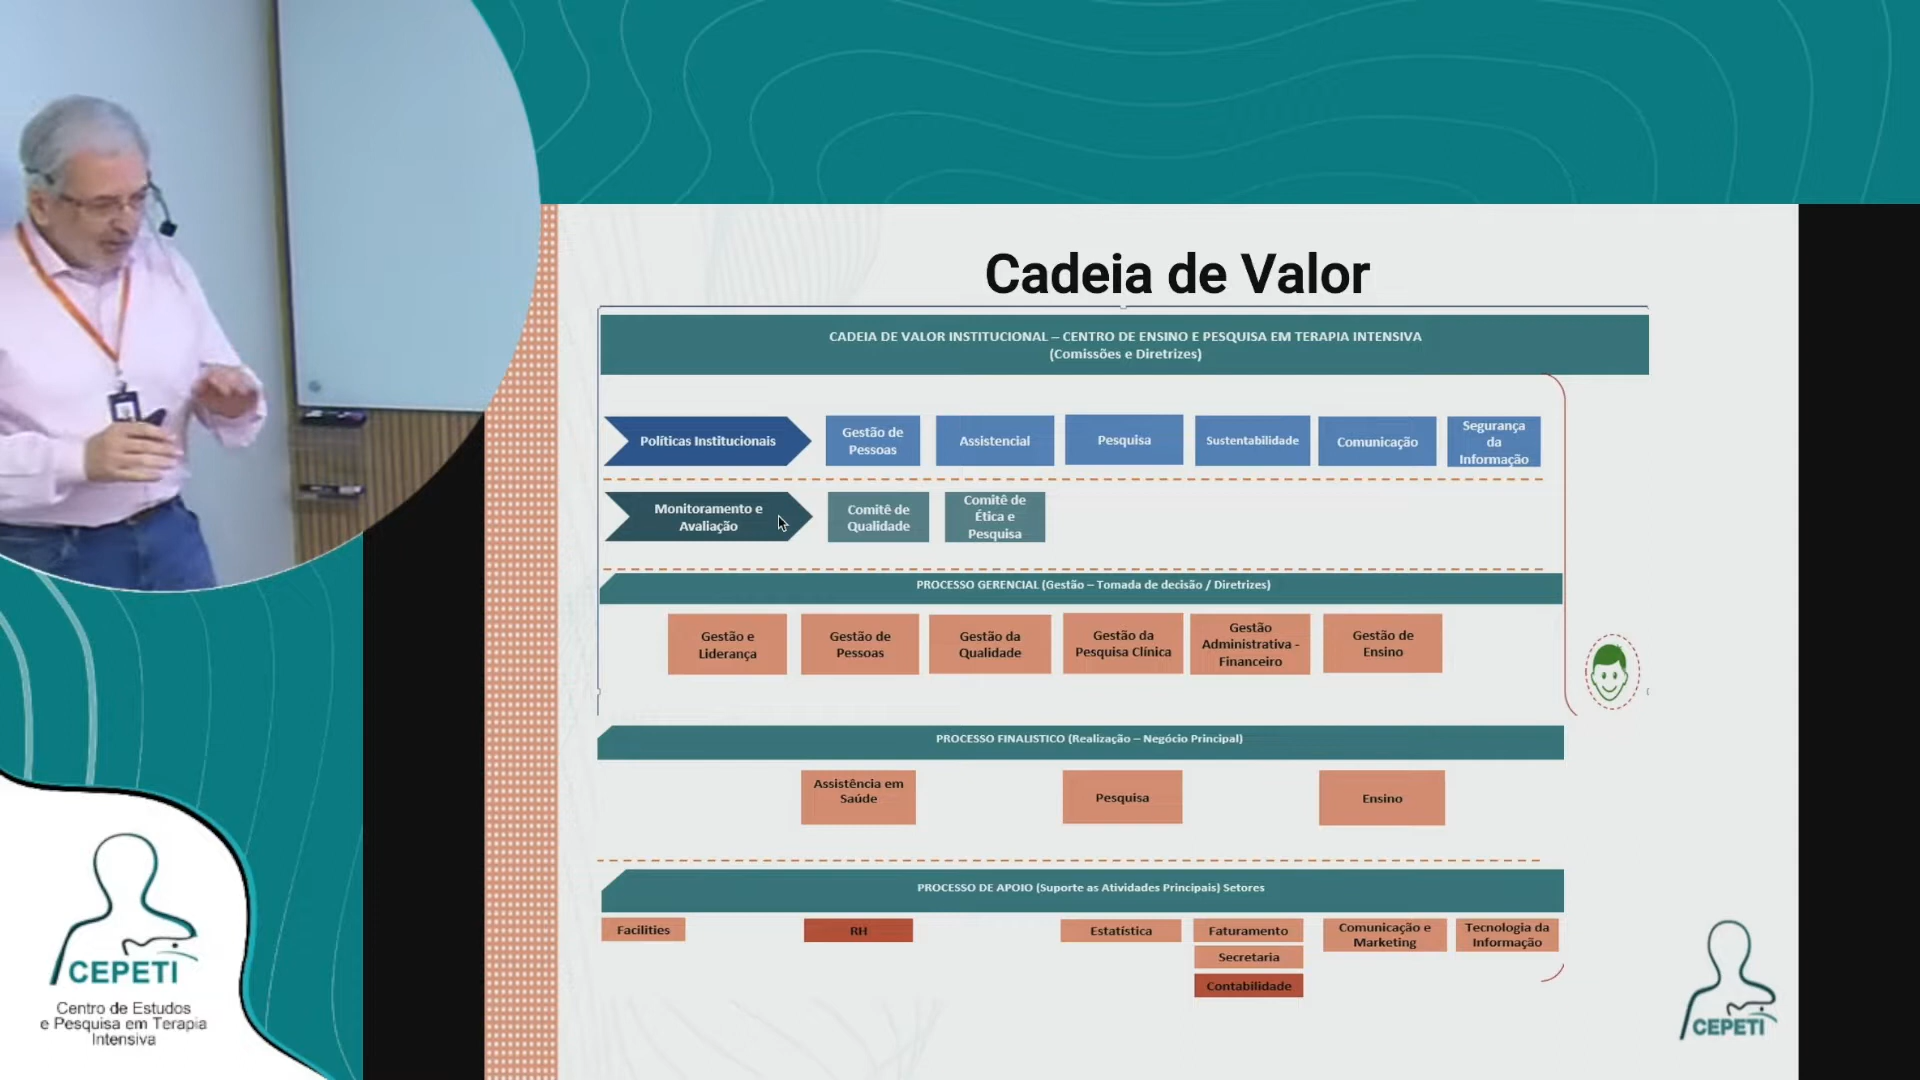 Cadeia de Valor
CADEIA DE VALOR INSTITUCIONAL – CENTRO DE ENSINO E PESQUISA EM TERAPIA INTENSIVA
(Comissões e Diretrizes)
Políticas Institucionais
Gestão de
Pessoas
Assistencial
Pesquisa
Sustentabilidade
Comunicação
Segurança
da
Informação
Monitoramento e
Avaliação
Comitê de
Qualidade
Comitê de
Ética e
Pesquisa
PROCESSO GERENCIAL (Gestão – Tomada de decisão / Diretrizes)
Gestão e
Liderança
Gestão de
Pessoas
Gestão da
Qualidade
Gestão da
Pesquisa Clínica
Gestão
Administrativa -
Financeiro
Gestão de
Ensino
PROCESSO FINALISTICO (Realização – Negócio Principal)
Assistência em
Saúde
Pesquisa
Ensino
PROCESSO DE APOIO (Suporte as Atividades Principais) Setores
Facilities
RH
Estatística
Faturamento
Secretaria
Contabilidade
Comunicação e
Marketing
Tecnologia da
Informação
CEPETI
Centro de Estudos
e Pesquisa em Terapia
Intensiva
CEPETI